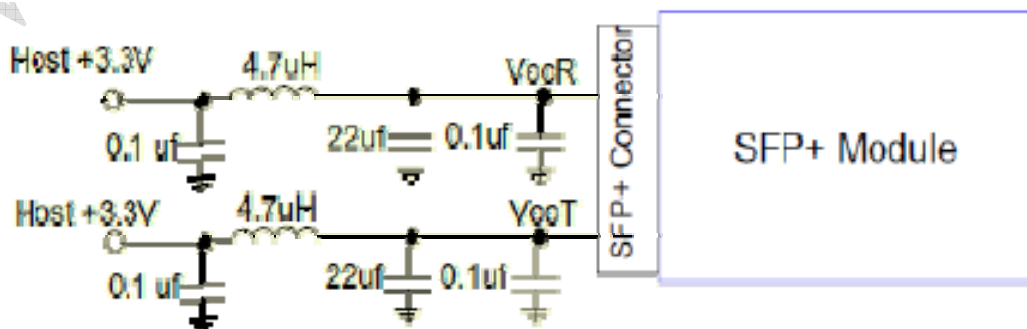 Host +3.3V
4.7uH
VccR
0.1 uf
22uf
0.1uf
Host +3.3V
4.7uH
VccT
0.1 uf
22uf
0.1uf
SFP+ Connector
SFP+ Module